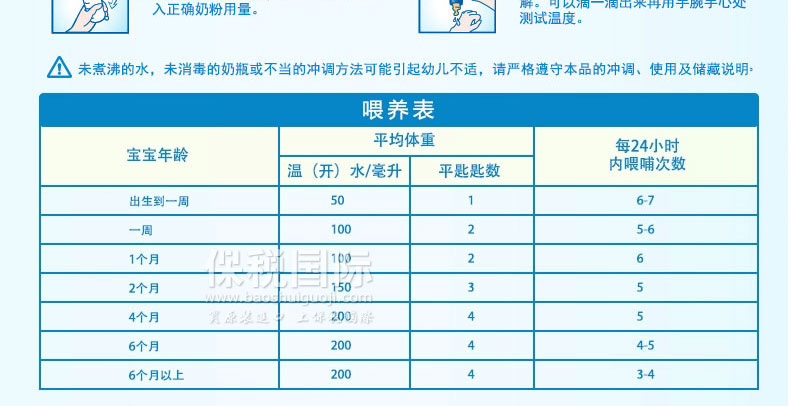 入正确奶粉用量。
解。可以滴一滴出来再用手腕手心处
测试温度。
未煮沸的水，未消毒的奶瓶或不当的冲调方法可能引起幼儿不适，请严格遵守本品的冲调、使用及储藏说明。
喂养表
宝宝年龄 平均体重 每24小时
内喂哺次数
温（开）水/毫升 平匙匙数
出生到一周 50 1 6-7
一周 100 2 5-6
1个月 100 2 6
2个月 150 3 5
4个月 200 4 5
6个月 200 4 4-5
6个月以上 200 4 3-4
保税国际
www.baoshuiguoji.com